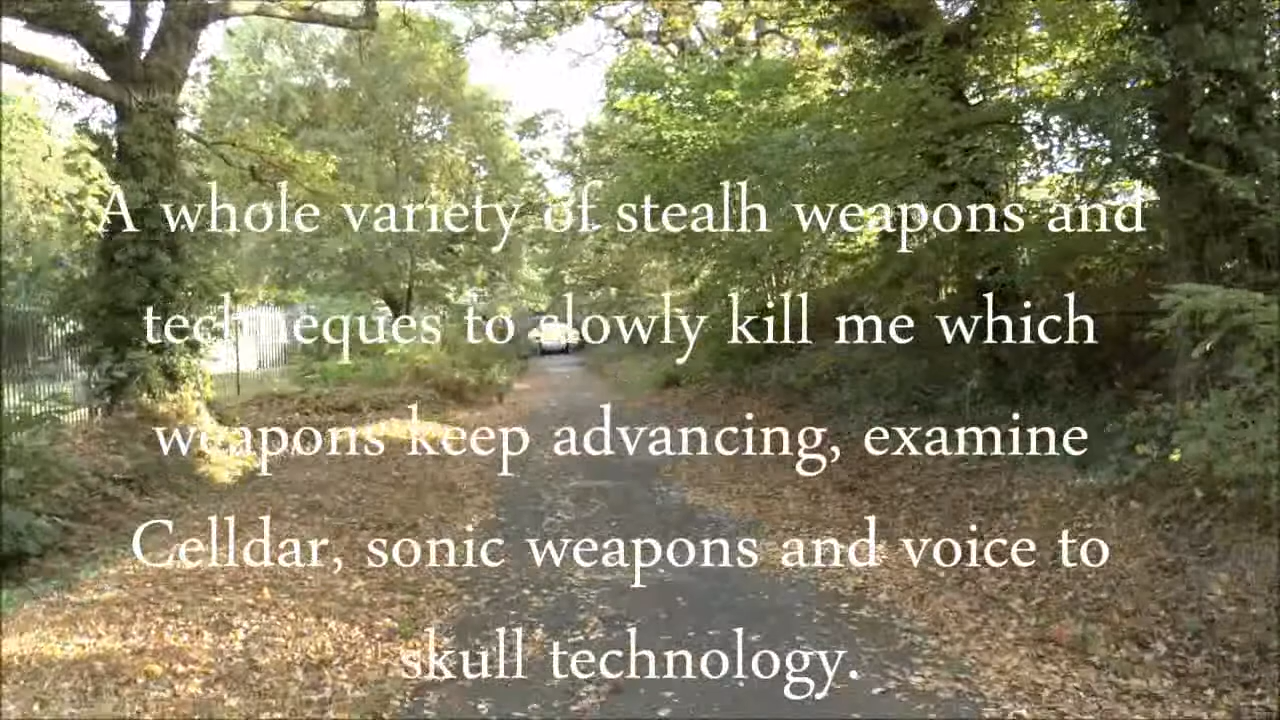 A whole variety of stealh weapons and
techneques to slowly kill me which
weapons keep advancing, examine
Celldar, sonic weapons and voice to
skull technology.